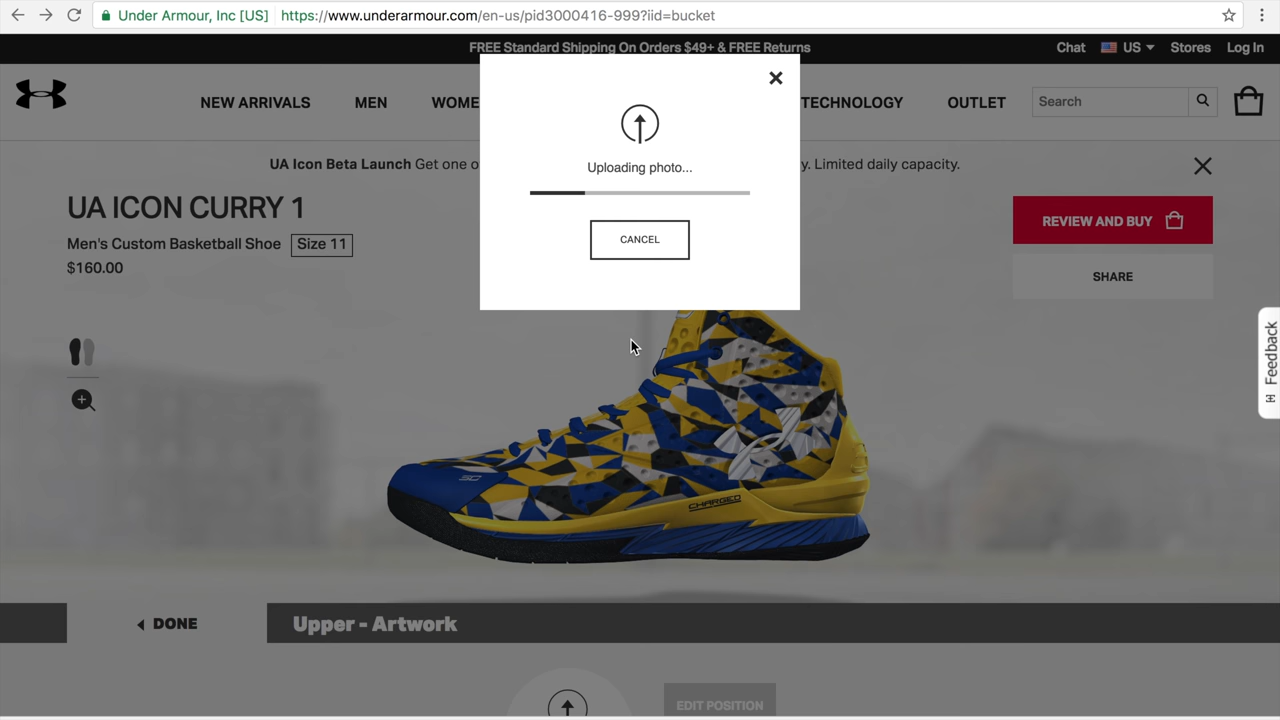 Under Armour, Inc [US] https://www.underarmour.com/en-us/pid3000416-999?iid=bucket
FREE Standard Shipping On Orders $49+ & FREE Returns
Chat US Stores Log In
NEW ARRIVALS MEN WOME TECHNOLOGY OUTLET Search
UA Icon Beta Launch Get one o y. Limited daily capacity.
Uploading photo...
CANCEL
UA ICON CURRY 1
Men's Custom Basketball Shoe Size 11
$160.00
REVIEW AND BUY
SHARE
Feedback
SC
CHARGED
DONE
Upper - Artwork
EDIT POSITION